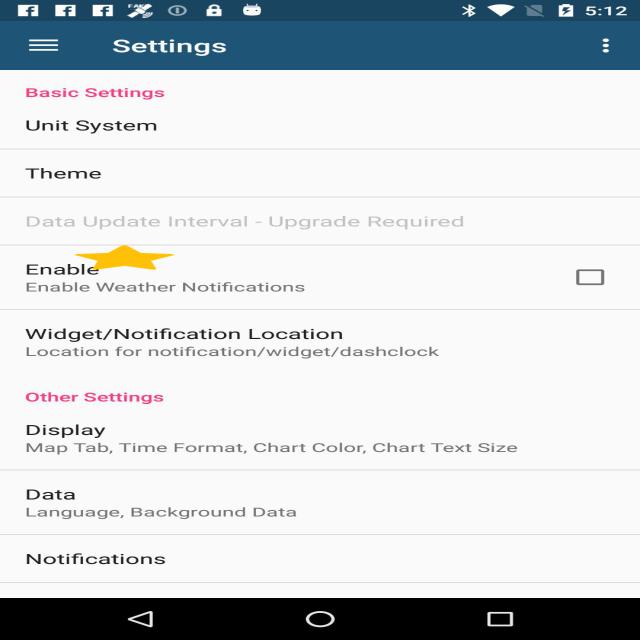 5:12
Settings
Basic Settings
Unit System
Theme
Data Update Interval - Upgrade Required
Enable
Enable Weather Notifications
Widget/Notification Location
Location for notification/widget/dashclock
Other Settings
Display
Map Tab, Time Format, Chart Color, Chart Text Size
Data
Language, Background Data
Notifications